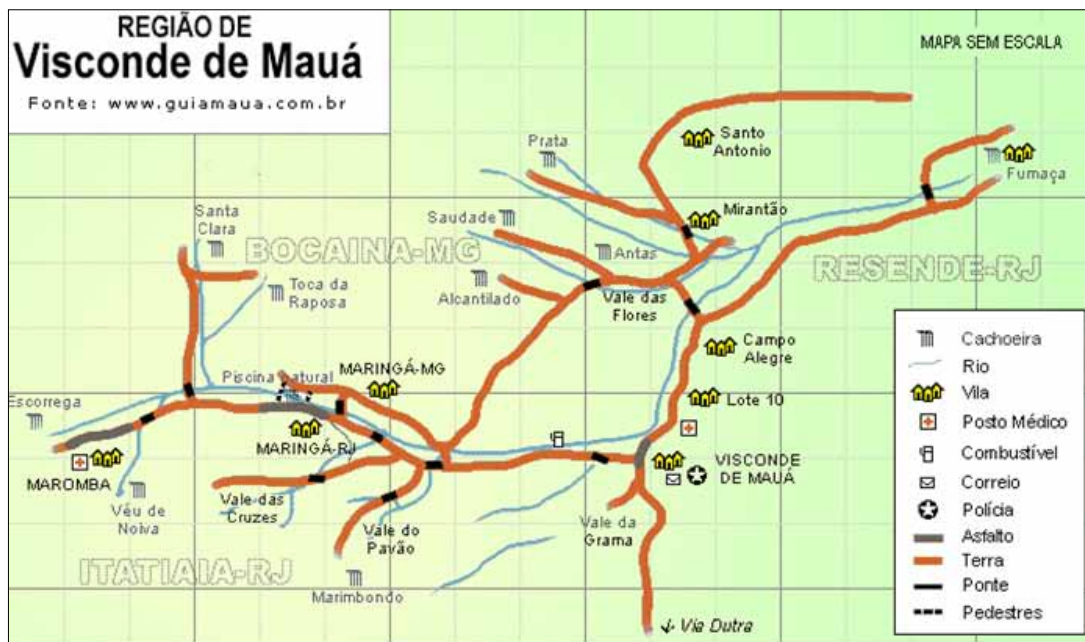 REGIÃO DE
Visconde de Mauá
Fonte: www.guiamaua.com.br
MAPA SEM ESCALA
Prata
Santo
Antonio
Fumaça
Santa
Clara
Saudade
Mirantão
BOCAINA-MG
Antas
RESENDE-RJ
Toca da
Raposa
Alcantilado
Vale das
Flores
Campo
Alegre
Piscina Natural
MARINGÁ-MG
Escorrega
Lote 10
MARINGÁ-RJ
MAROMBA
VISCONDE
DE MAUÁ
Véu de
Noiva
Vale das
Cruzes
Vale do
Pavão
Vale da
Grama
ITATIAIA-RJ
Marimbondo
Via Dutra
Cachoeira
Rio
Vila
Posto Médico
Combustível
Correio
Polícia
Asfalto
Terra
Ponte
Pedestres